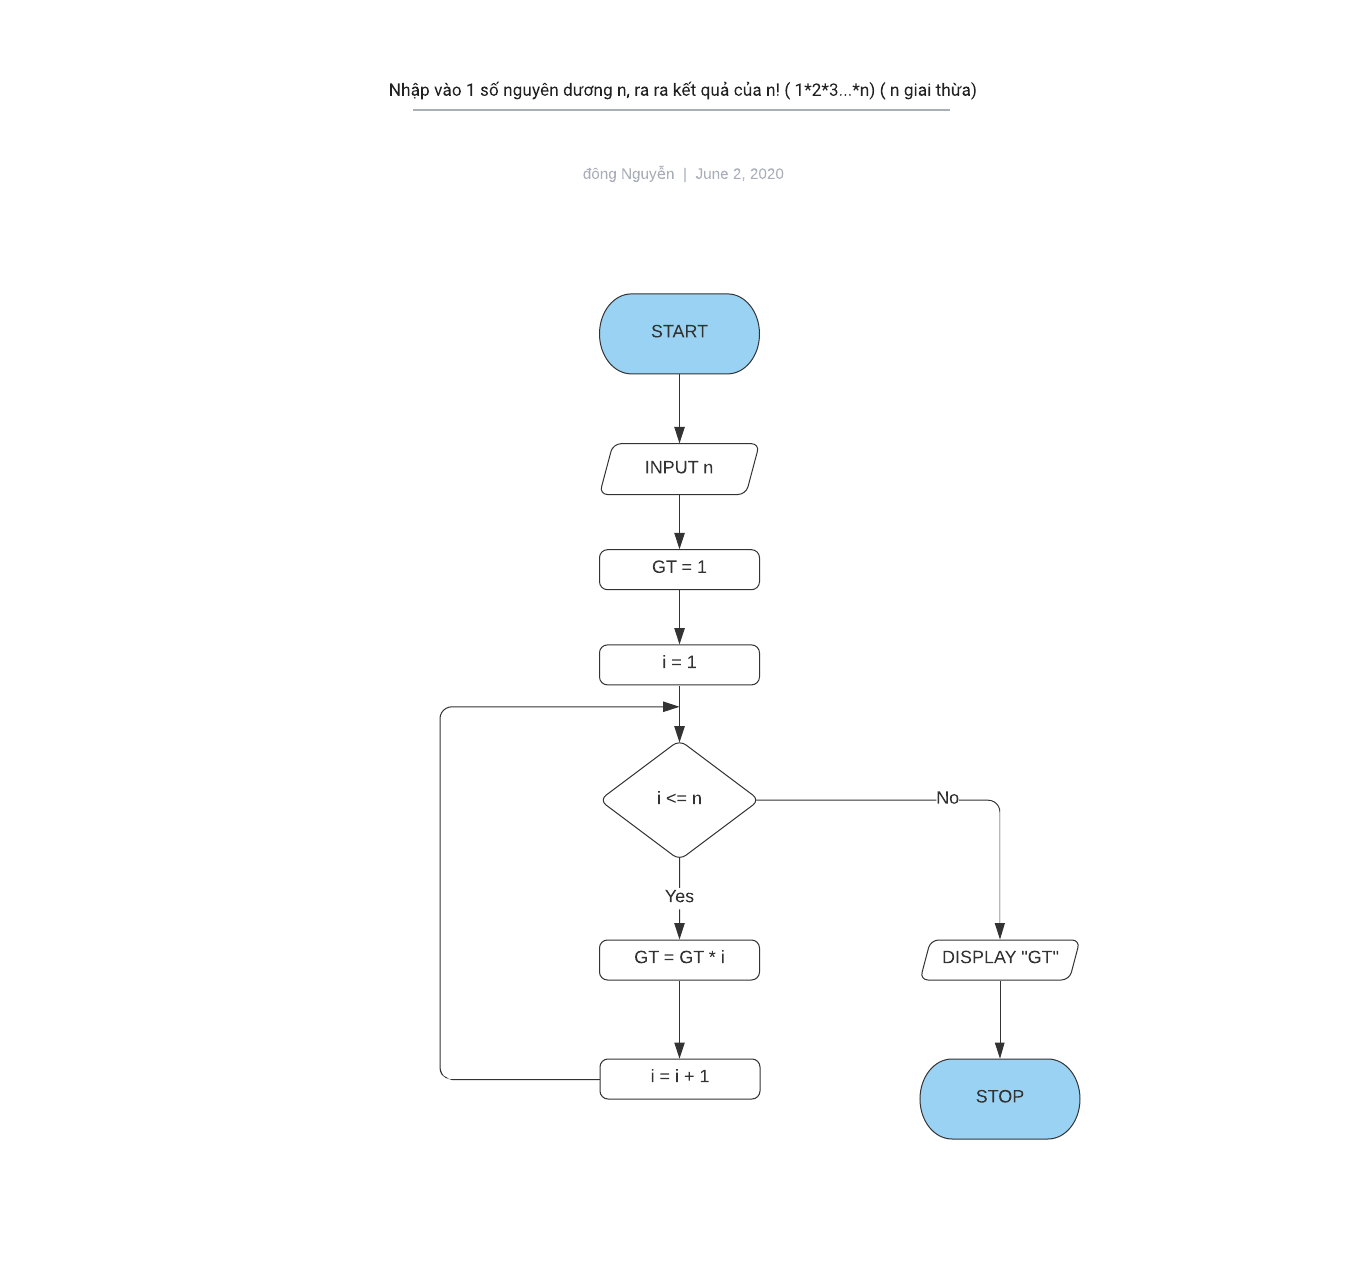 Nhập vào 1 số nguyên dương n, ra ra kết quả của n! ( 1*2*3...*n) ( n giai thừa)
đông Nguyễn | June 2, 2020
START
INPUT n
GT = 1
i = 1
i <= n
No
Yes
GT = GT * i
DISPLAY "GT"
i = i + 1
STOP